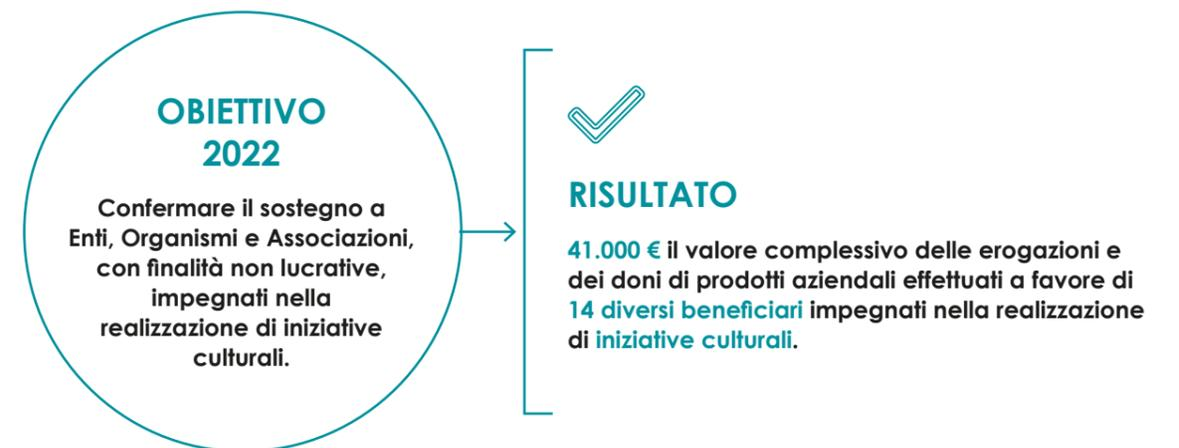 OBIETTIVO
2022
Confermare il sostegno a
Enti, Organismi e Associazioni,
con finalità non lucrative,
impegnati nella
realizzazione di iniziative
culturali.
RISULTATO
41.000 € il valore complessivo delle erogazioni e
dei doni di prodotti aziendali effettuati a favore di
14 diversi beneficiari impegnati nella realizzazione
di iniziative culturali.